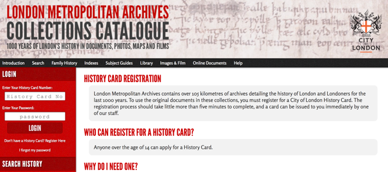 LONDON METROPOLITAN ARCHIVES
COLLECTIONS CATALOGUE
1000 YEARS OF LONDON'S HISTORY IN DOCUMENTS, PHOTOS, MAPS AND FILMS
CITY
OF
LONDON
Introduction Subject Guides Family History Indexes Subject Guides Library Images & Film Online Documents Help
LOGIN
Enter Your History Card Number:
History Card No
Enter Your Password:
password
LOGIN
Don't have a History Card? Register Here
I forgot my password
SEARCH HISTORY
HISTORY CARD REGISTRATION
London Metropolitan Archives contains over 105 kilometres of archives detailing the history of London and Londoners for the
last 1000 years. To use the original documents in these collections, you must register for a City of London History Card. The
registration process should take little more than five minutes to complete, and a card can be issued to you immediately by one
of our staff.
WHO CAN REGISTER FOR A HISTORY CARD?
Anyone over the age of 14 can apply for a History Card.
WHY DO I NEED ONE?